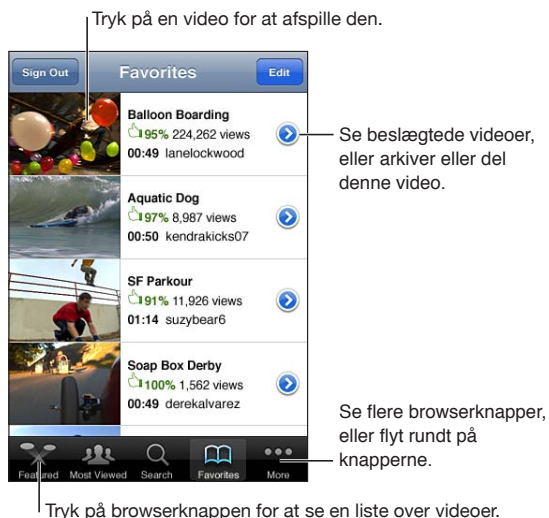 Tryk på en video for at afspille den.
Sign Out
Favorites
Edit
Balloon Boarding
95% 224,262 views
00:49 lanelockwood
Se beslægtede videoer,
eller arkiver eller del
denne video.
Aquatic Dog
97% 8,987 views
00:50 kendrakicks07
SF Parkour
91% 11,926 views
01:14 suzybear6
Soap Box Derby
100% 1,562 views
00:49 derekalvarez
Se flere browserknapper,
eller flyt rundt på
knapperne.
Featured Most Viewed Search Favorites More
Tryk på browserknappen for at se en liste over videoer.